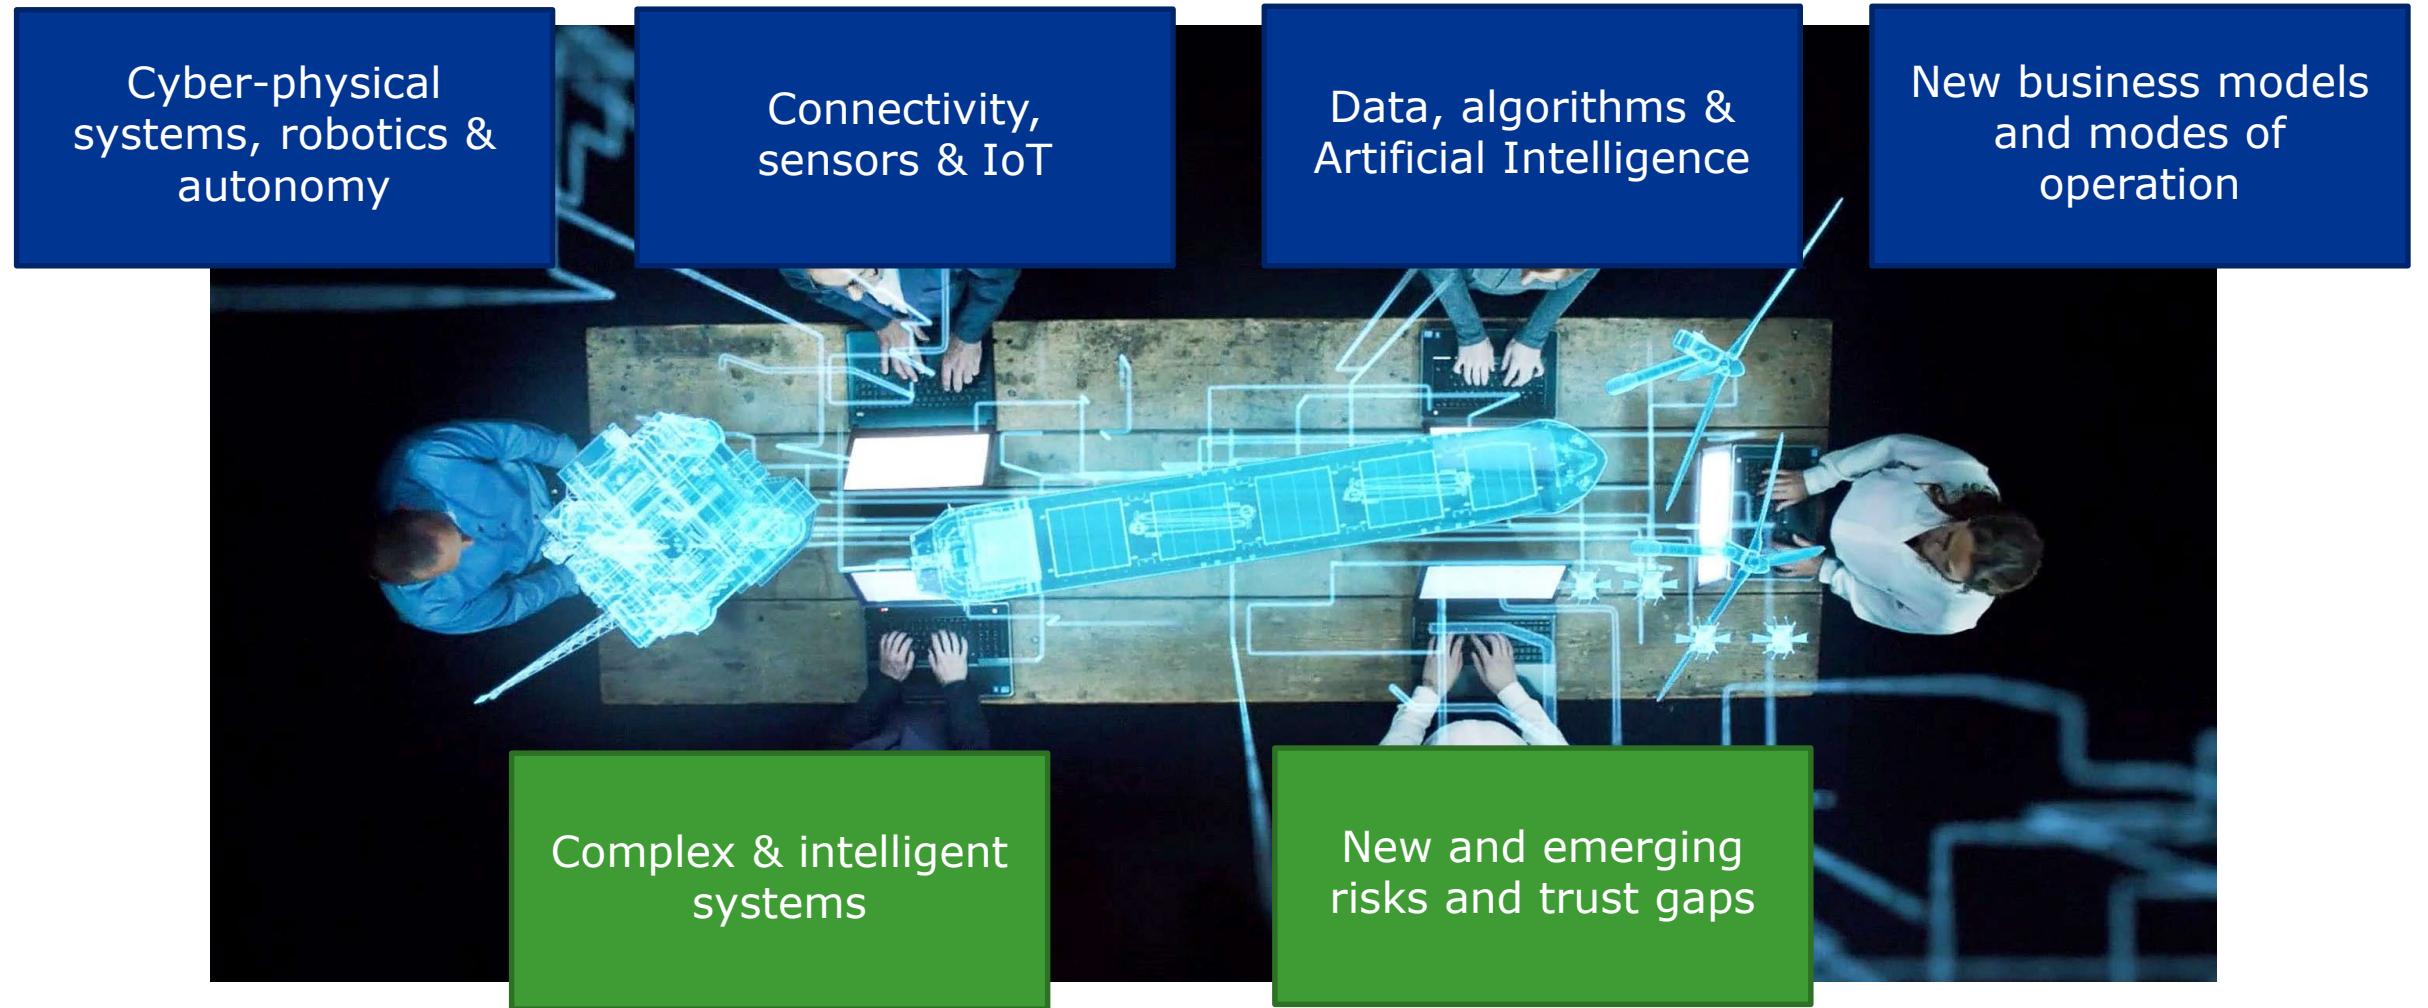 Cyber-physical
systems, robotics &
autonomy
Connectivity,
sensors & IoT
Data, algorithms &
Artificial Intelligence
New business models
and modes of
operation
Complex & intelligent
systems
New and emerging
risks and trust gaps